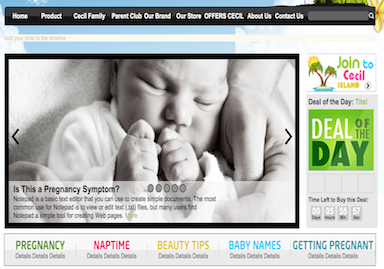 Home Product Cecil Family Parent Club Our Brand Our Store OFFERS CECIL About Us Contact Us
Add your child to the timeline
Join to
Cecil
ISLAND
Deal of the Day: Titel
DEAL OF
THE
DAY
Is This a Pregnancy Symptom?
Notepad is a basic text editor that you can use to create simple documents. The most
common use for Notepad is to view or edit text (.txt) files, but many users find
Notepad a simple tool for creating Web pages. More
Time Left to Buy this Deal:
00 05 55 57
Days Hours Min Sec
PREGNANCY NAPTIME BEAUTY TIPS BABY NAMES GETTING PREGNANT
Details Details Details Details Details Details Details Details Details Details Details Details Details Details Details